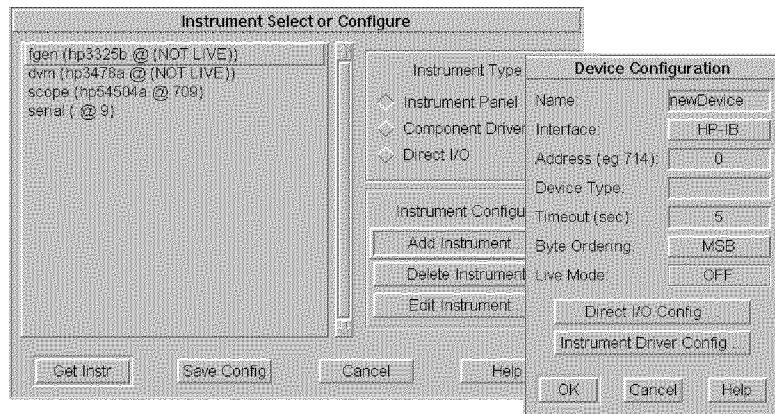 Instrument Select or Configure
fgen (hp3325b @ (NOT LIVE))
dvm (hp3478a @ (NOT LIVE))
scope (hp54504a @ 709)
serial ( @ 9)
Instrument Type
Instrument Panel
Component Driver
Direct I/O
Instrument Configu
Add Instrument
Delete Instrument
Edit Instrument
Get Instr
Save Config
Cancel
Help
Device Configuration
Name: newDevice
Interface: HP-IB
Address (eg 714): 0
Device Type:
Timeout (sec): 5
Byte Ordering: MSB
Live Mode: OFF
Direct I/O Config ...
Instrument Driver Config ...
OK
Cancel
Help